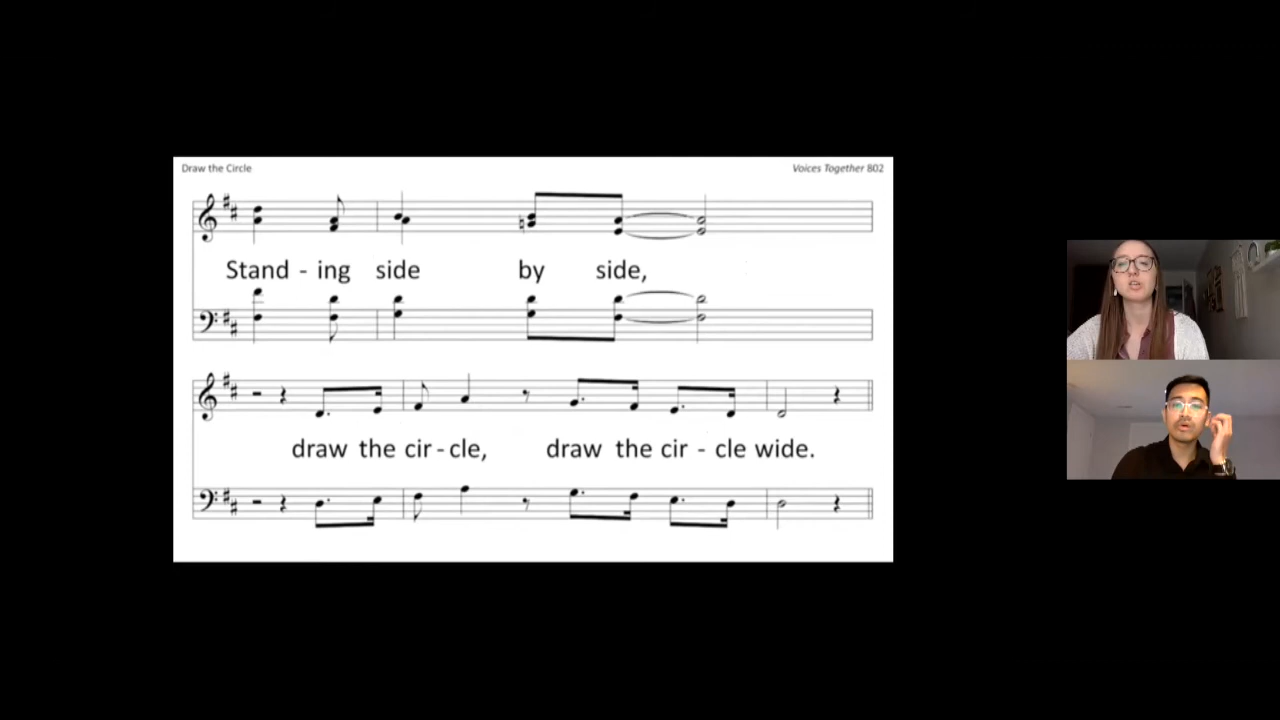 Draw the Circle
Voices Together 802
Stand - ing side by side,
draw the cir - cle, draw the cir - cle wide.